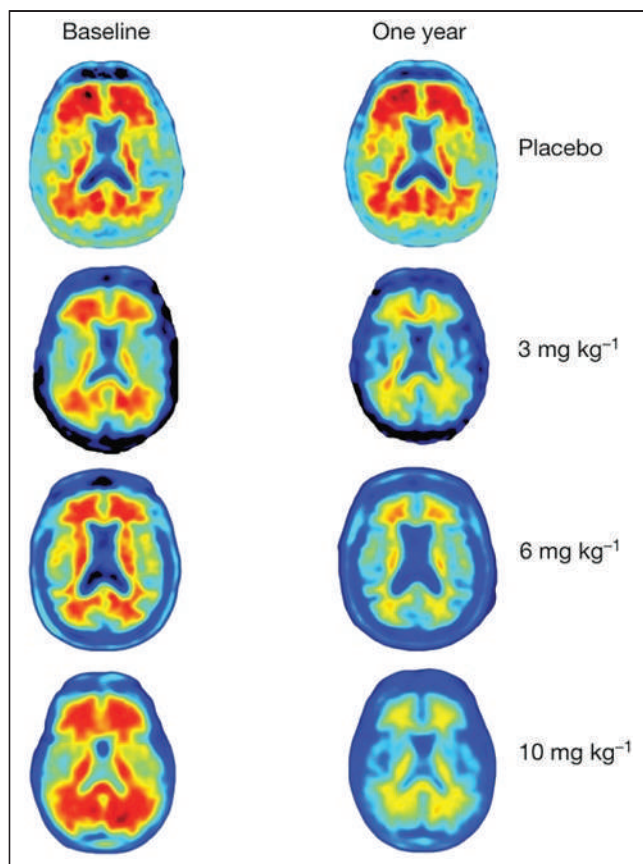 Baseline One year
Placebo
3 mg kg⁻¹
6 mg kg⁻¹
10 mg kg⁻¹